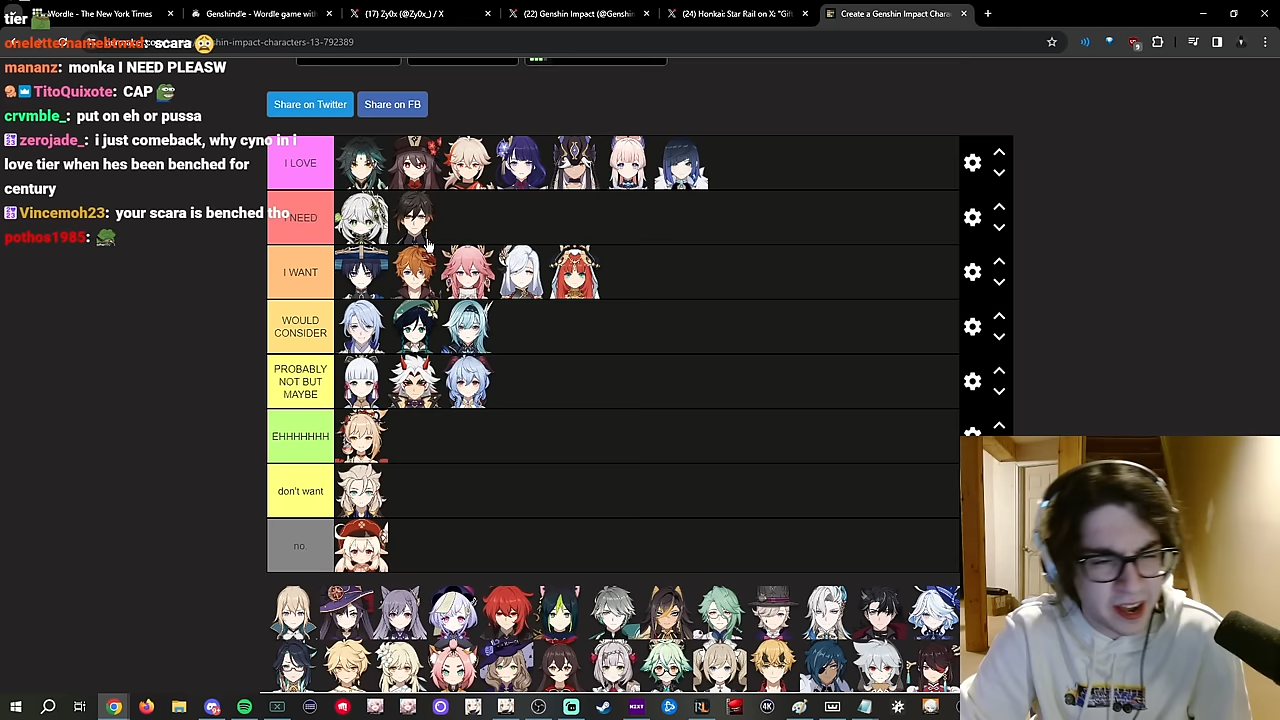 Wordle - The New York Times
Genshindle - Wordle game with
(17) Zy0x (@Zy0x_) / X
(22) Genshin Impact (@Genshin
(24) Honkai: Star Rail on X: "Gift
Create a Genshin Impact Chara
tier
oneletternamebtmad: scara
shin-impact-characters-13-792389
mananz: monka I NEED PLEASW
TitoQuixote: CAP
crvmble_: put on eh or pussa
zerojade_: i just comeback, why cyno in i
love tier when hes been benched for
century
Vincemoh23: your scara is benched tho
pothos1985:
Share on Twitter
Share on FB
I LOVE
NEED
I WANT
WOULD
CONSIDER
PROBABLY
NOT BUT
MAYBE
EHHHHHHH
don't want
no.